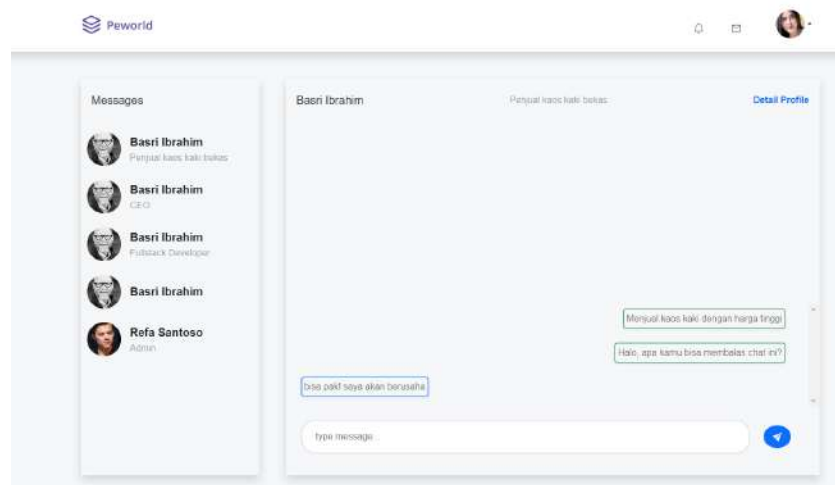 Peworld
Messages
Basri Ibrahim
Penjual kaos kaki bekas
Basri Ibrahim
CEO
Basri Ibrahim
Fullstack Developer
Basri Ibrahim
Refa Santoso
Admin
Basri Ibrahim
Penjual kaos kaki bekas
Detail Profile
Menjual kaos kaki dengan harga tinggi
Halo, apa kamu bisa membalas chat ini?
bisa pak! saya akan berusaha
type message...